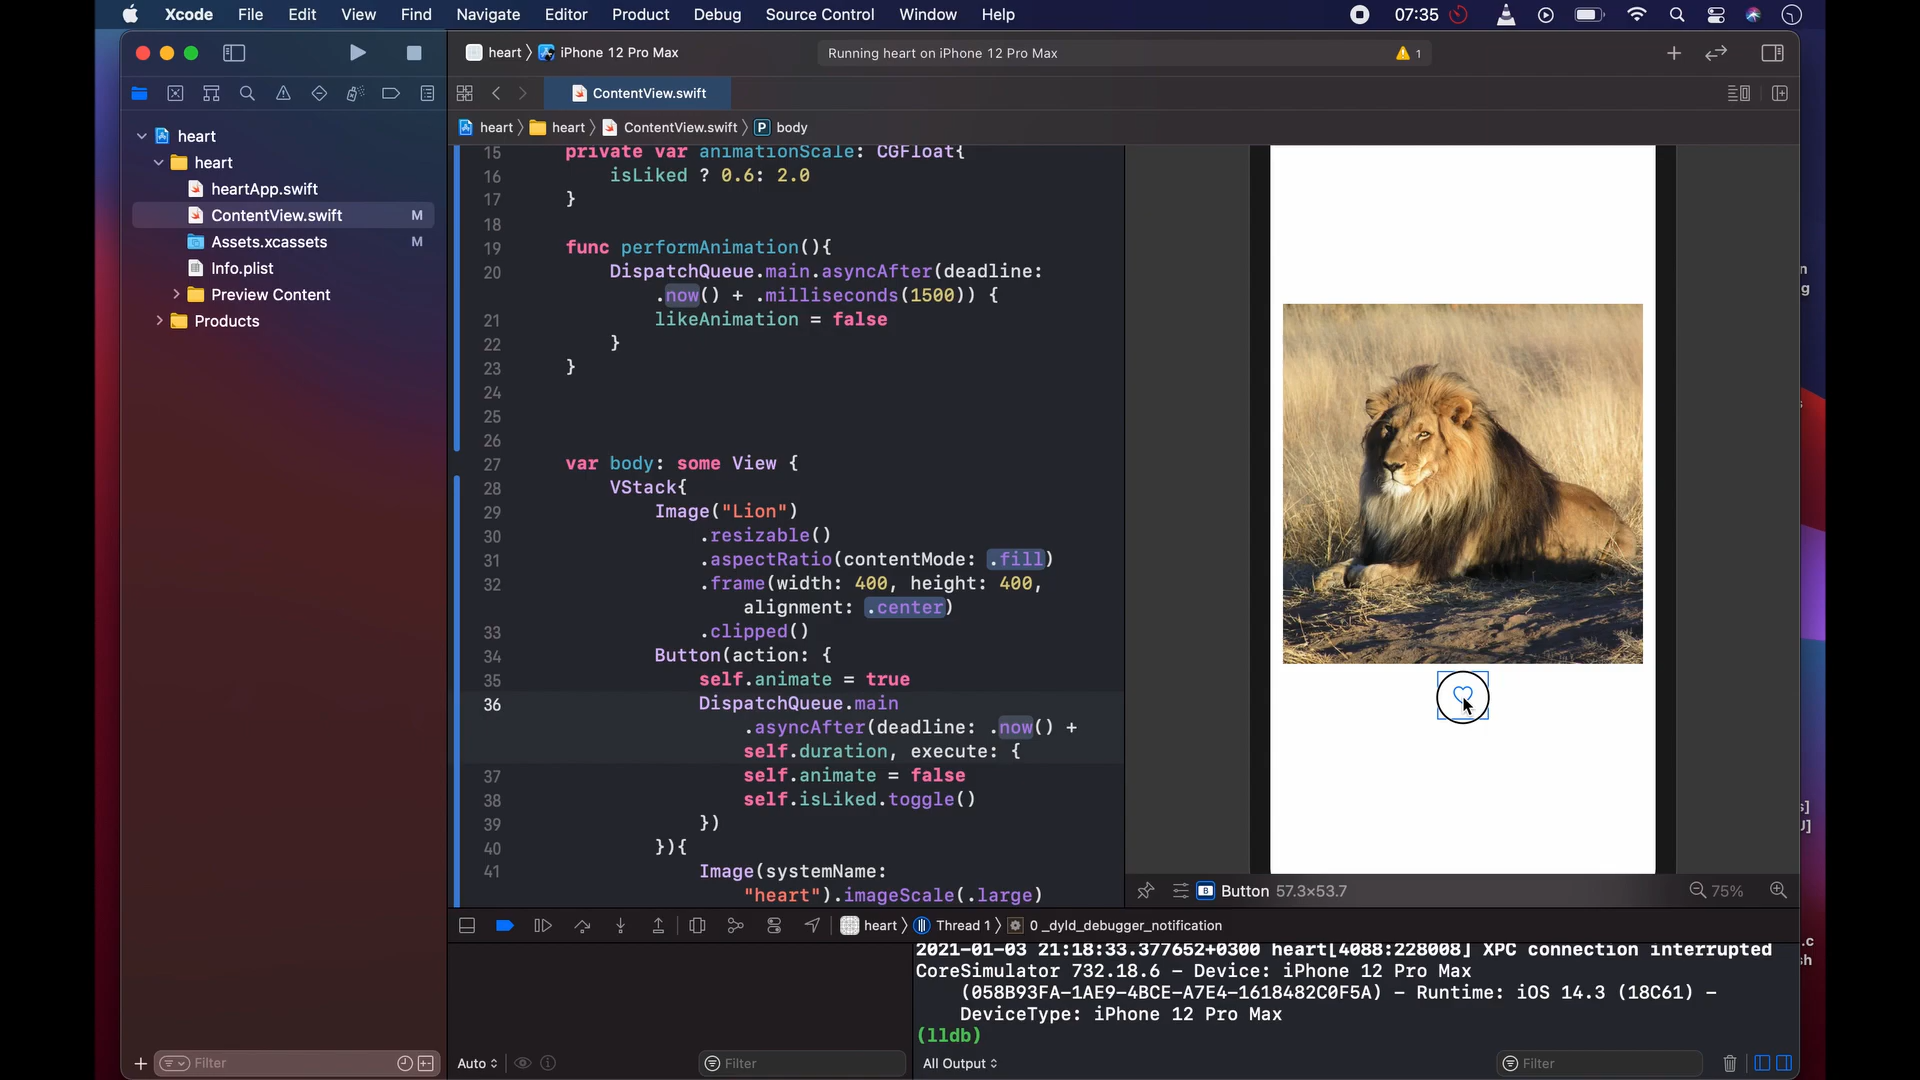 Xcode File Edit View Find Navigate Editor Product Debug Source Control Window Help 07:35
heart iPhone 12 Pro Max Running heart on iPhone 12 Pro Max 1
ContentView.swift
heart heart ContentView.swift P body
heart
heart
heartApp.swift
ContentView.swift M
Assets.xcassets M
Info.plist
Preview Content
Products
15 private var animationScale: CGFloat{
16 isLiked ? 0.6: 2.0
17 }
18
19 func performAnimation(){
20 DispatchQueue.main.asyncAfter(deadline:
.now() + .milliseconds(1500)) {
21 likeAnimation = false
22 }
23 }
24
25
26
27 var body: some View {
28 VStack{
29 Image("Lion")
30 .resizable()
31 .aspectRatio(contentMode: .fill)
32 .frame(width: 400, height: 400,
alignment: .center)
33 .clipped()
34 Button(action: {
35 self.animate = true
36 DispatchQueue.main
.asyncAfter(deadline: .now() +
self.duration, execute: {
37 self.animate = false
38 self.isLiked.toggle()
39 })
40 }){
41 Image(systemName:
"heart").imageScale(.large)
B Button 57.3×53.7 75%
heart Thread 1 0 _dyld_debugger_notification
2021-01-03 21:18:33.377652+0300 heart[4088:228008] XPC connection interrupted
CoreSimulator 732.18.6 - Device: iPhone 12 Pro Max
(058B93FA-1AE9-4BCE-A7E4-1618482C0F5A) - Runtime: iOS 14.3 (18C61) -
DeviceType: iPhone 12 Pro Max
(lldb)
Filter Auto Filter All Output Filter